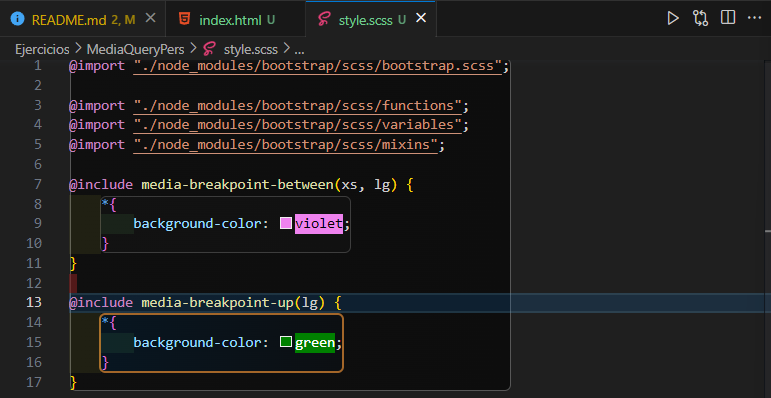 README.md 2, M index.html U style.scss U
Ejercicios > MediaQueryPers > style.scss > ...
1 @import "./node_modules/bootstrap/scss/bootstrap.scss";
2
3 @import "./node_modules/bootstrap/scss/functions";
4 @import "./node_modules/bootstrap/scss/variables";
5 @import "./node_modules/bootstrap/scss/mixins";
6
7 @include media-breakpoint-between(xs, lg) {
8 *{
9 background-color: violet;
10 }
11 }
12
13 @include media-breakpoint-up(lg) {
14 *{
15 background-color: green;
16 }
17 }